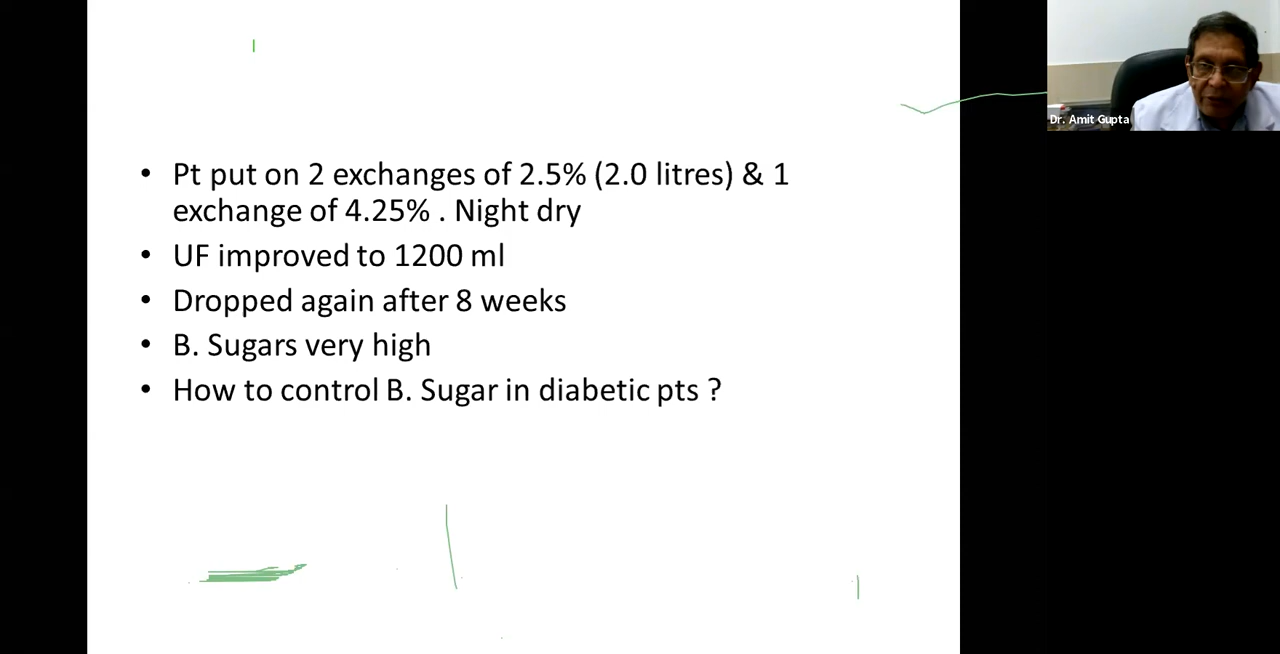 • Pt put on 2 exchanges of 2.5% (2.0 litres) & 1
exchange of 4.25% . Night dry
• UF improved to 1200 ml
• Dropped again after 8 weeks
• B. Sugars very high
• How to control B. Sugar in diabetic pts ?
Dr. Amit Gupta